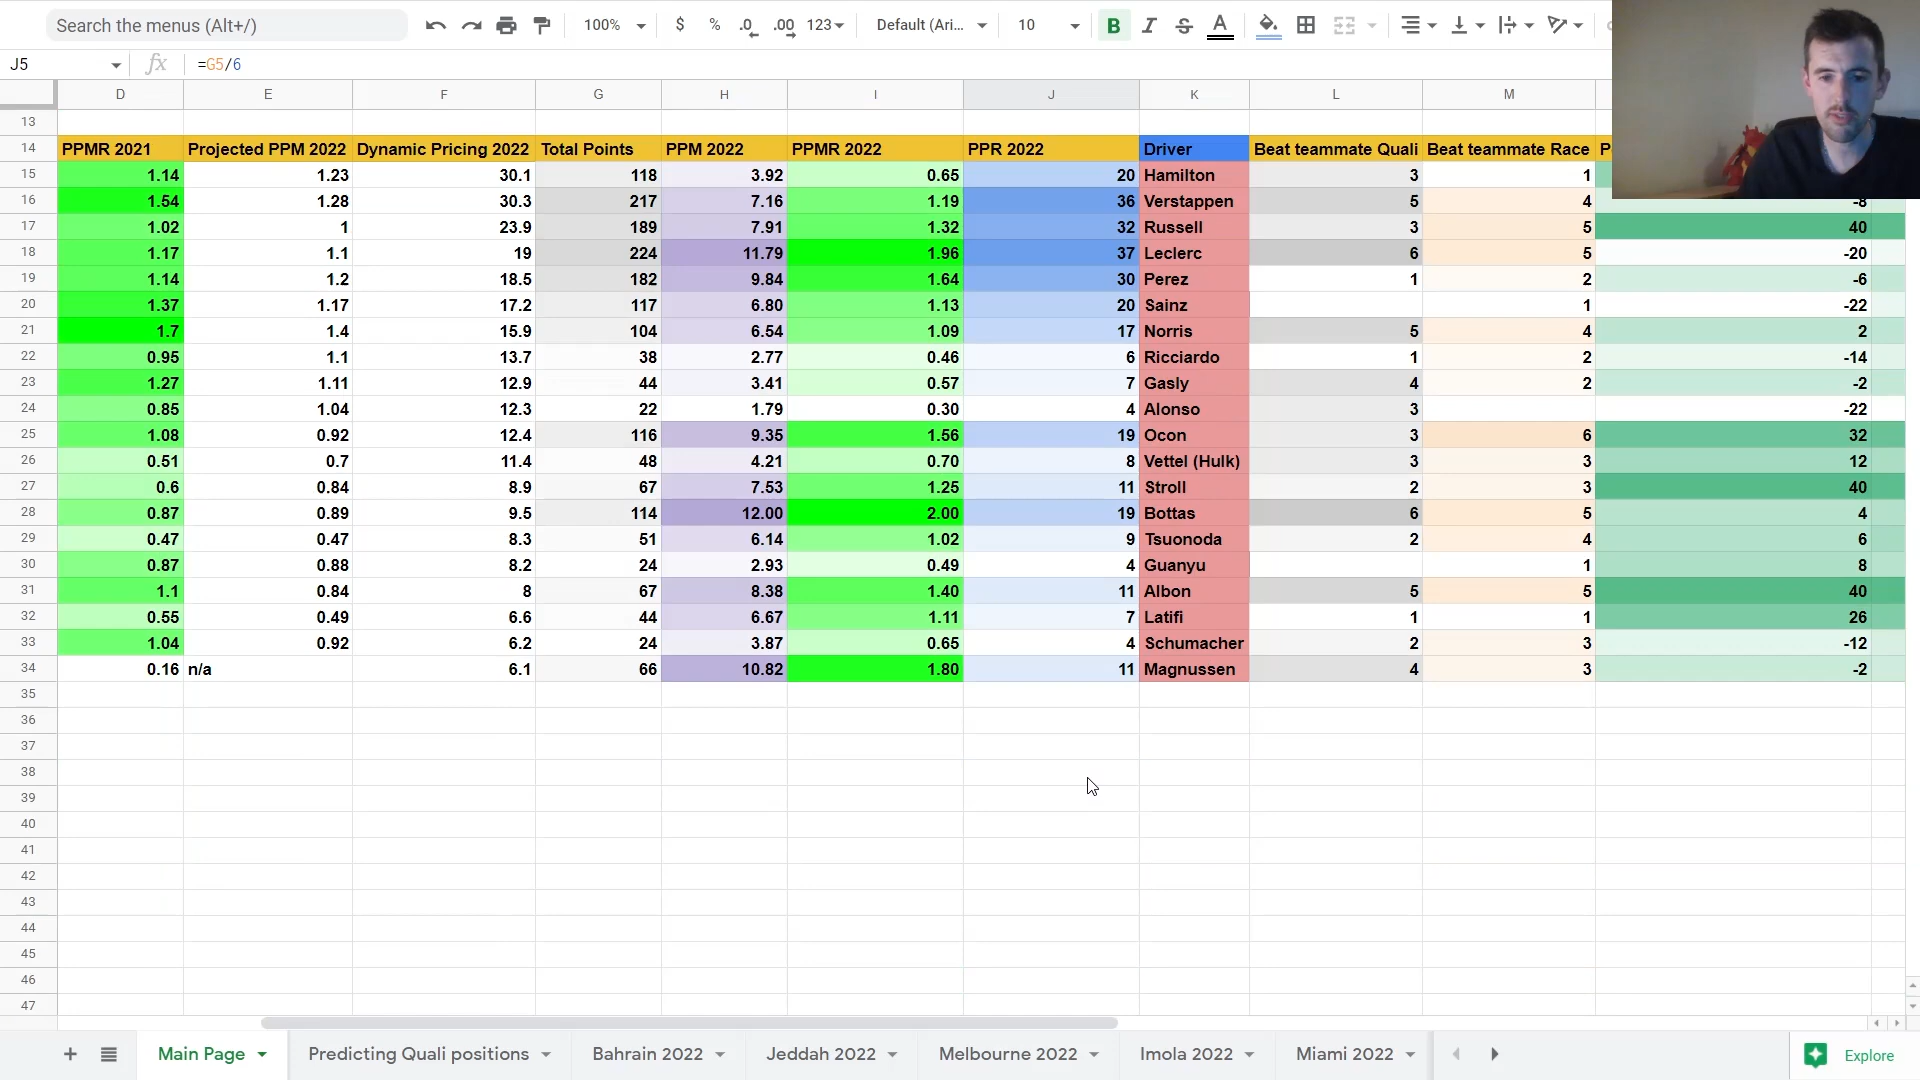 Search the menus (Alt+/) 100% $ % .0 .00 123 Default (Ari... 10 B I S A
J5 fx =G5/6
D E F G H I J K L M
13
14 PPMR 2021 Projected PPM 2022 Dynamic Pricing 2022 Total Points PPM 2022 PPMR 2022 PPR 2022 Driver Beat teammate Quali Beat teammate Race P
15 1.14 1.23 30.1 118 3.92 0.65 20 Hamilton 3 1
16 1.54 1.28 30.3 217 7.16 1.19 36 Verstappen 5 4 -8
17 1.02 1 23.9 189 7.91 1.32 32 Russell 3 5 40
18 1.17 1.1 19 224 11.79 1.96 37 Leclerc 6 5 -20
19 1.14 1.2 18.5 182 9.84 1.64 30 Perez 1 2 -6
20 1.37 1.17 17.2 117 6.80 1.13 20 Sainz 1 -22
21 1.7 1.4 15.9 104 6.54 1.09 17 Norris 5 4 2
22 0.95 1.1 13.7 38 2.77 0.46 6 Ricciardo 1 2 -14
23 1.27 1.11 12.9 44 3.41 0.57 7 Gasly 4 2 -2
24 0.85 1.04 12.3 22 1.79 0.30 4 Alonso 3 -22
25 1.08 0.92 12.4 116 9.35 1.56 19 Ocon 3 6 32
26 0.51 0.7 11.4 48 4.21 0.70 8 Vettel (Hulk) 3 3 12
27 0.6 0.84 8.9 67 7.53 1.25 11 Stroll 2 3 40
28 0.87 0.89 9.5 114 12.00 2.00 19 Bottas 6 5 4
29 0.47 0.47 8.3 51 6.14 1.02 9 Tsuonoda 2 4 6
30 0.87 0.88 8.2 24 2.93 0.49 4 Guanyu 1 8
31 1.1 0.84 8 67 8.38 1.40 11 Albon 5 5 40
32 0.55 0.49 6.6 44 6.67 1.11 7 Latifi 1 1 26
33 1.04 0.92 6.2 24 3.87 0.65 4 Schumacher 2 3 -12
34 0.16 n/a 6.1 66 10.82 1.80 11 Magnussen 4 3 -2
35
36
37
38
39
40
41
42
43
44
45
46
47
Main Page Predicting Quali positions Bahrain 2022 Jeddah 2022 Melbourne 2022 Imola 2022 Miami 2022 Explore